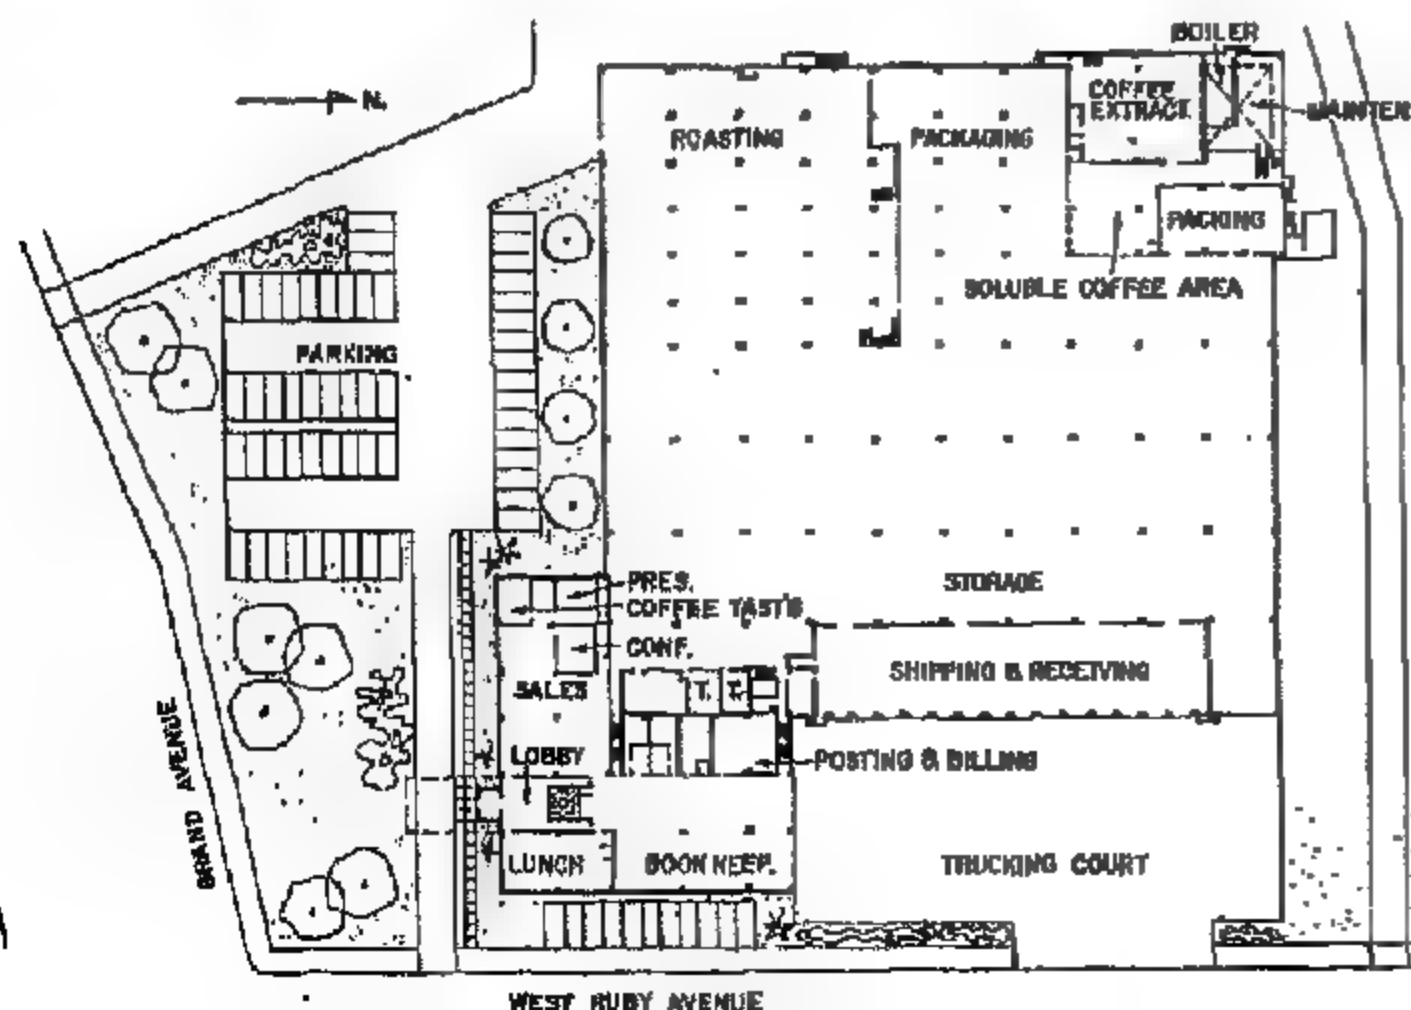 BOILER
N.
COFFEE
EXTRACT
MAINTEN
ROASTING
PACKAGING
PACKING
SOLUBLE COFFEE AREA
PARKING
PRES.
COFFEE TAST'G
STORAGE
CONF.
SHIPPING & RECEIVING
SALES
T.
T.
LOBBY
POSTING & BILLING
GRAND AVENUE
LUNCH
BOOK KEEP.
TRUCKING COURT
WEST RUBY AVENUE